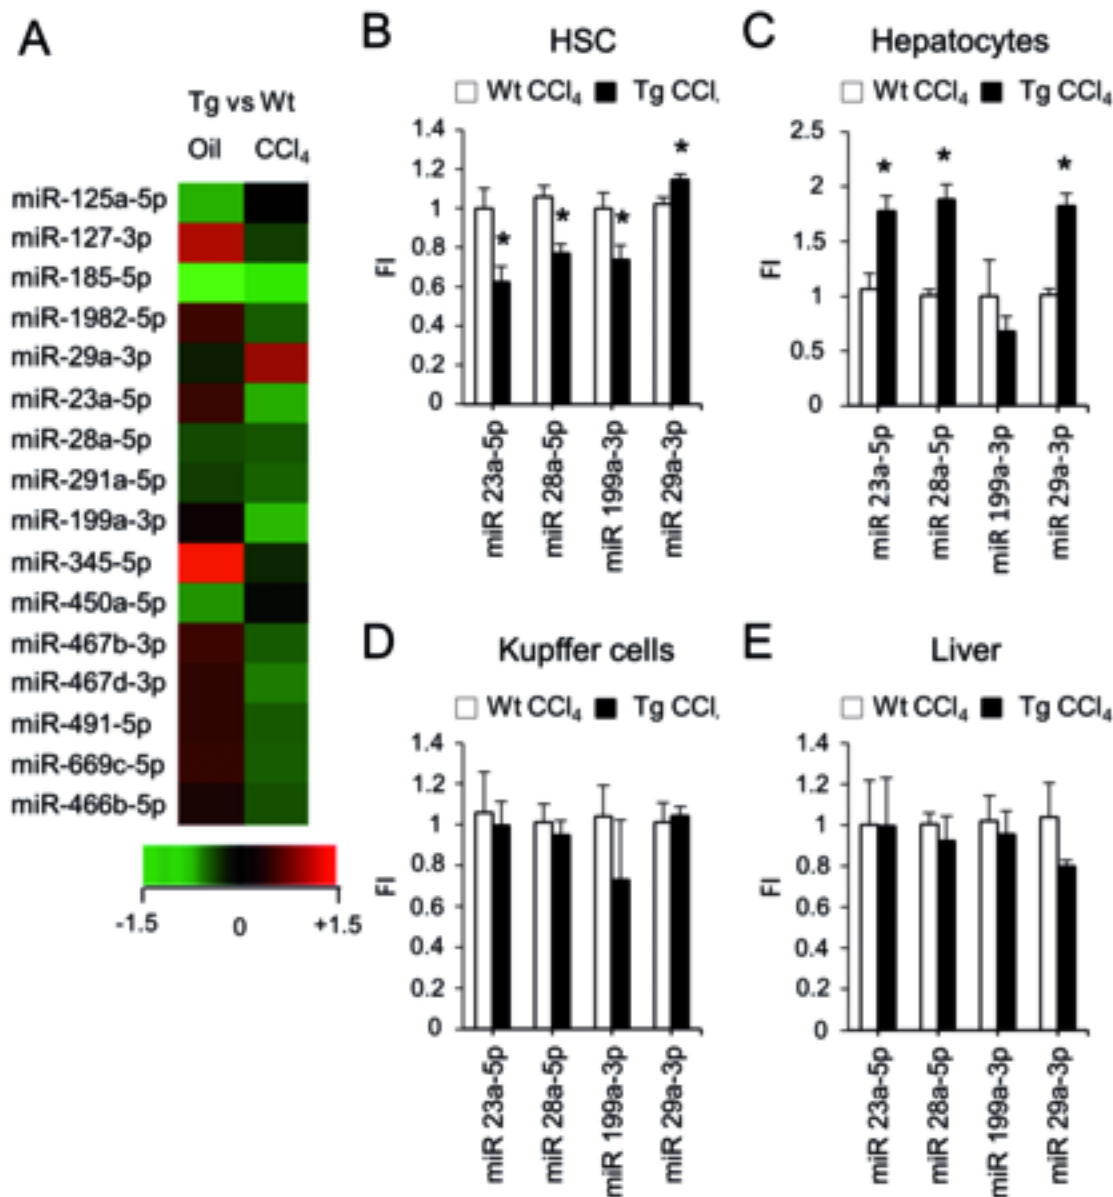 A
Tg vs Wt
Oil CCl₄
miR-125a-5p
miR-127-3p
miR-185-5p
miR-1982-5p
miR-29a-3p
miR-23a-5p
miR-28a-5p
miR-291a-5p
miR-199a-3p
miR-345-5p
miR-450a-5p
miR-467b-3p
miR-467d-3p
miR-491-5p
miR-669c-5p
miR-466b-5p
-1.5 0 +1.5
B
HSC
Wt CCl₄ Tg CCl.
FI
1.4
1.2
1
0.8
0.6
0.4
0.2
0
* * * *
miR 23a-5p
miR 28a-5p
miR 199a-3p
miR 29a-3p
C
Hepatocytes
Wt CCl₄ Tg CCl₄
FI
2.5
2
1.5
1
0.5
0
* * *
miR 23a-5p
miR 28a-5p
miR 199a-3p
miR 29a-3p
D
Kupffer cells
Wt CCl₄ Tg CCl.
FI
1.4
1.2
1
0.8
0.6
0.4
0.2
0
miR 23a-5p
miR 28a-5p
miR 199a-3p
miR 29a-3p
E
Liver
Wt CCl₄ Tg CCl₄
FI
1.4
1.2
1
0.8
0.6
0.4
0.2
0
miR 23a-5p
miR 28a-5p
miR 199a-3p
miR 29a-3p